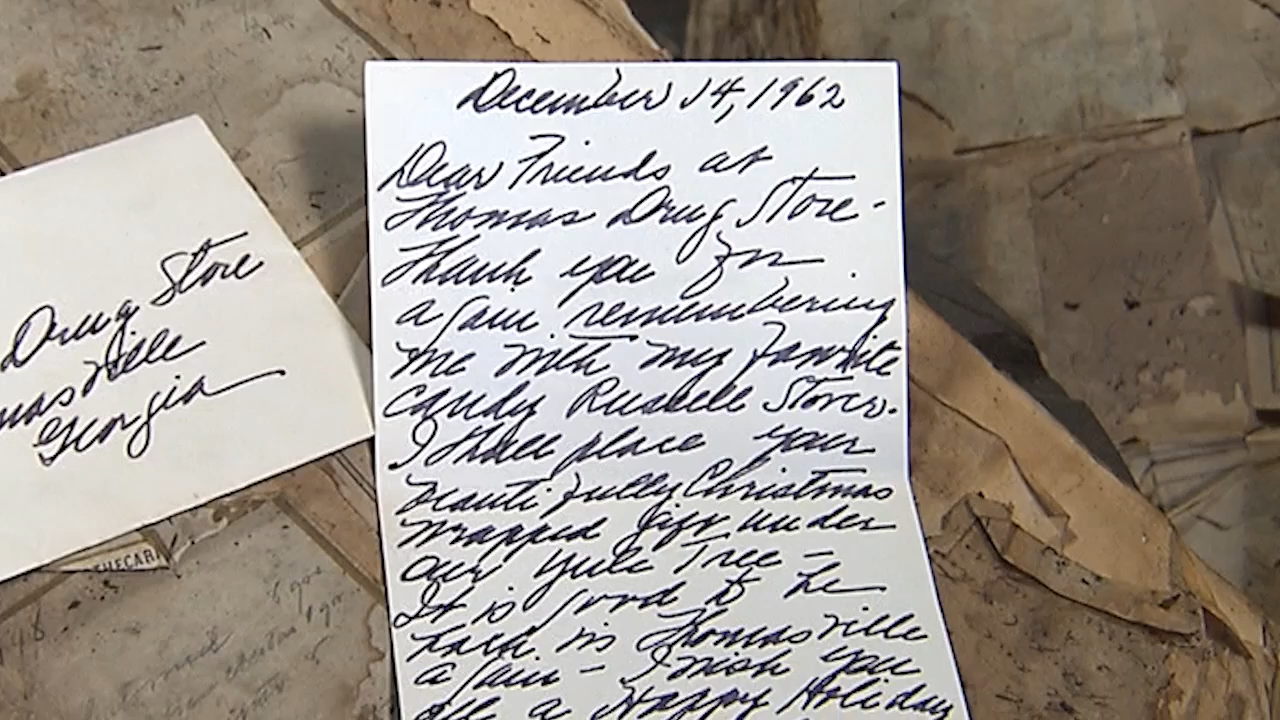 December 14, 1962
Dear Friends at
Thomas Drug Store -
Thank you for
again remembering
me with my favorite
candy Russell Stover.
I shall place your
beautifully Christmas
wrapped gift under
our Yule Tree -
It is good to be
back in Thomasville
again - I wish you
all a Happy Holiday
Drug Store
masville
Georgia
THECARA